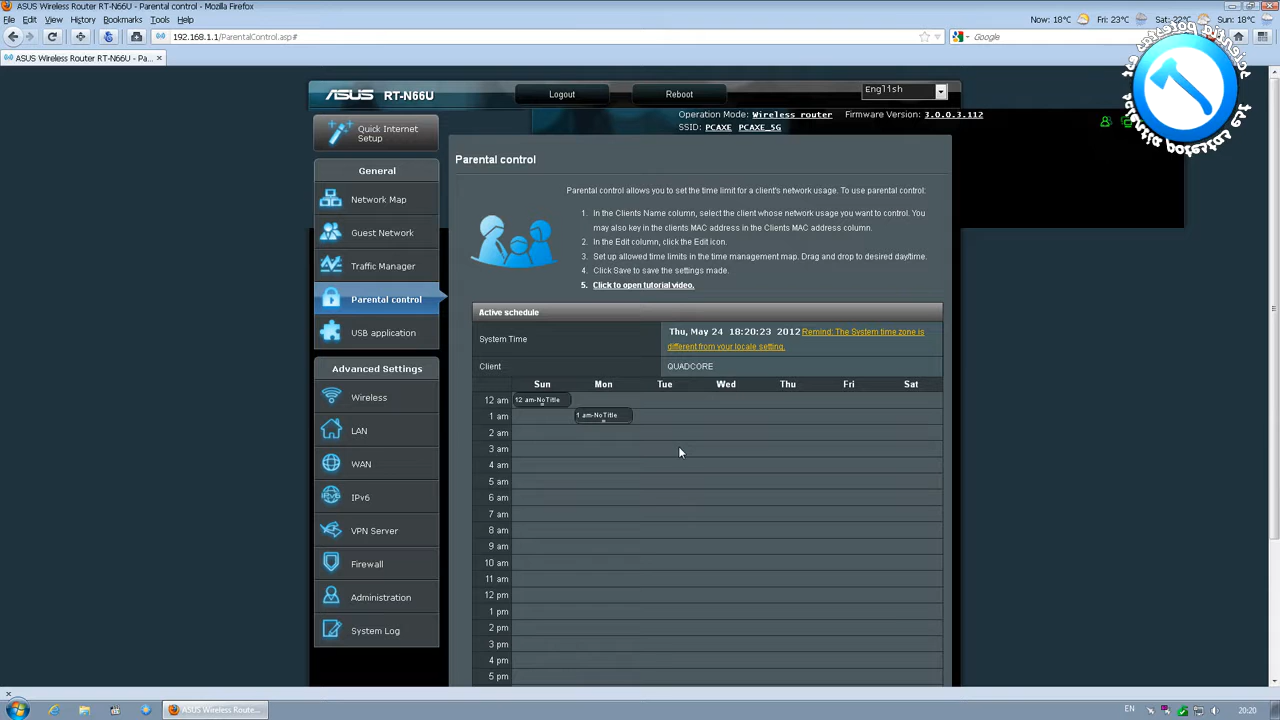 ASUS Wireless Router RT-N66U - Parental control - Mozilla Firefox
File Edit View History Bookmarks Tools Help
Now: 18°C Fri: 23°C Sat: 22°C Sun: 18°C
192.168.1.1/ParentalControl.asp#
Google
ASUS Wireless Router RT-N66U - Pa...
ASUS RT-N66U
Logout
Reboot
English
Operation Mode: Wireless router Firmware Version: 3.0.0.3.112
SSID: PCAXE PCAXE_5G
Quick Internet
Setup
General
Network Map
Guest Network
Traffic Manager
Parental control
USB application
Advanced Settings
Wireless
LAN
WAN
IPv6
VPN Server
Firewall
Administration
System Log
Parental control
Parental control allows you to set the time limit for a client's network usage. To use parental control:
1. In the Clients Name column, select the client whose network usage you want to control. You
may also key in the clients MAC address in the Clients MAC address column.
2. In the Edit column, click the Edit icon.
3. Set up allowed time limits in the time management map. Drag and drop to desired day/time.
4. Click Save to save the settings made.
5. Click to open tutorial video.
Active schedule
System Time
Thu, May 24 18:20:23 2012 Remind: The System time zone is
different from your locale setting.
Client
QUADCORE
Sun Mon Tue Wed Thu Fri Sat
12 am
12 am-NoTitle
1 am
1 am-NoTitle
2 am
3 am
4 am
5 am
6 am
7 am
8 am
9 am
10 am
11 am
12 pm
1 pm
2 pm
3 pm
4 pm
5 pm
ASUS Wireless Route...
EN
20:20